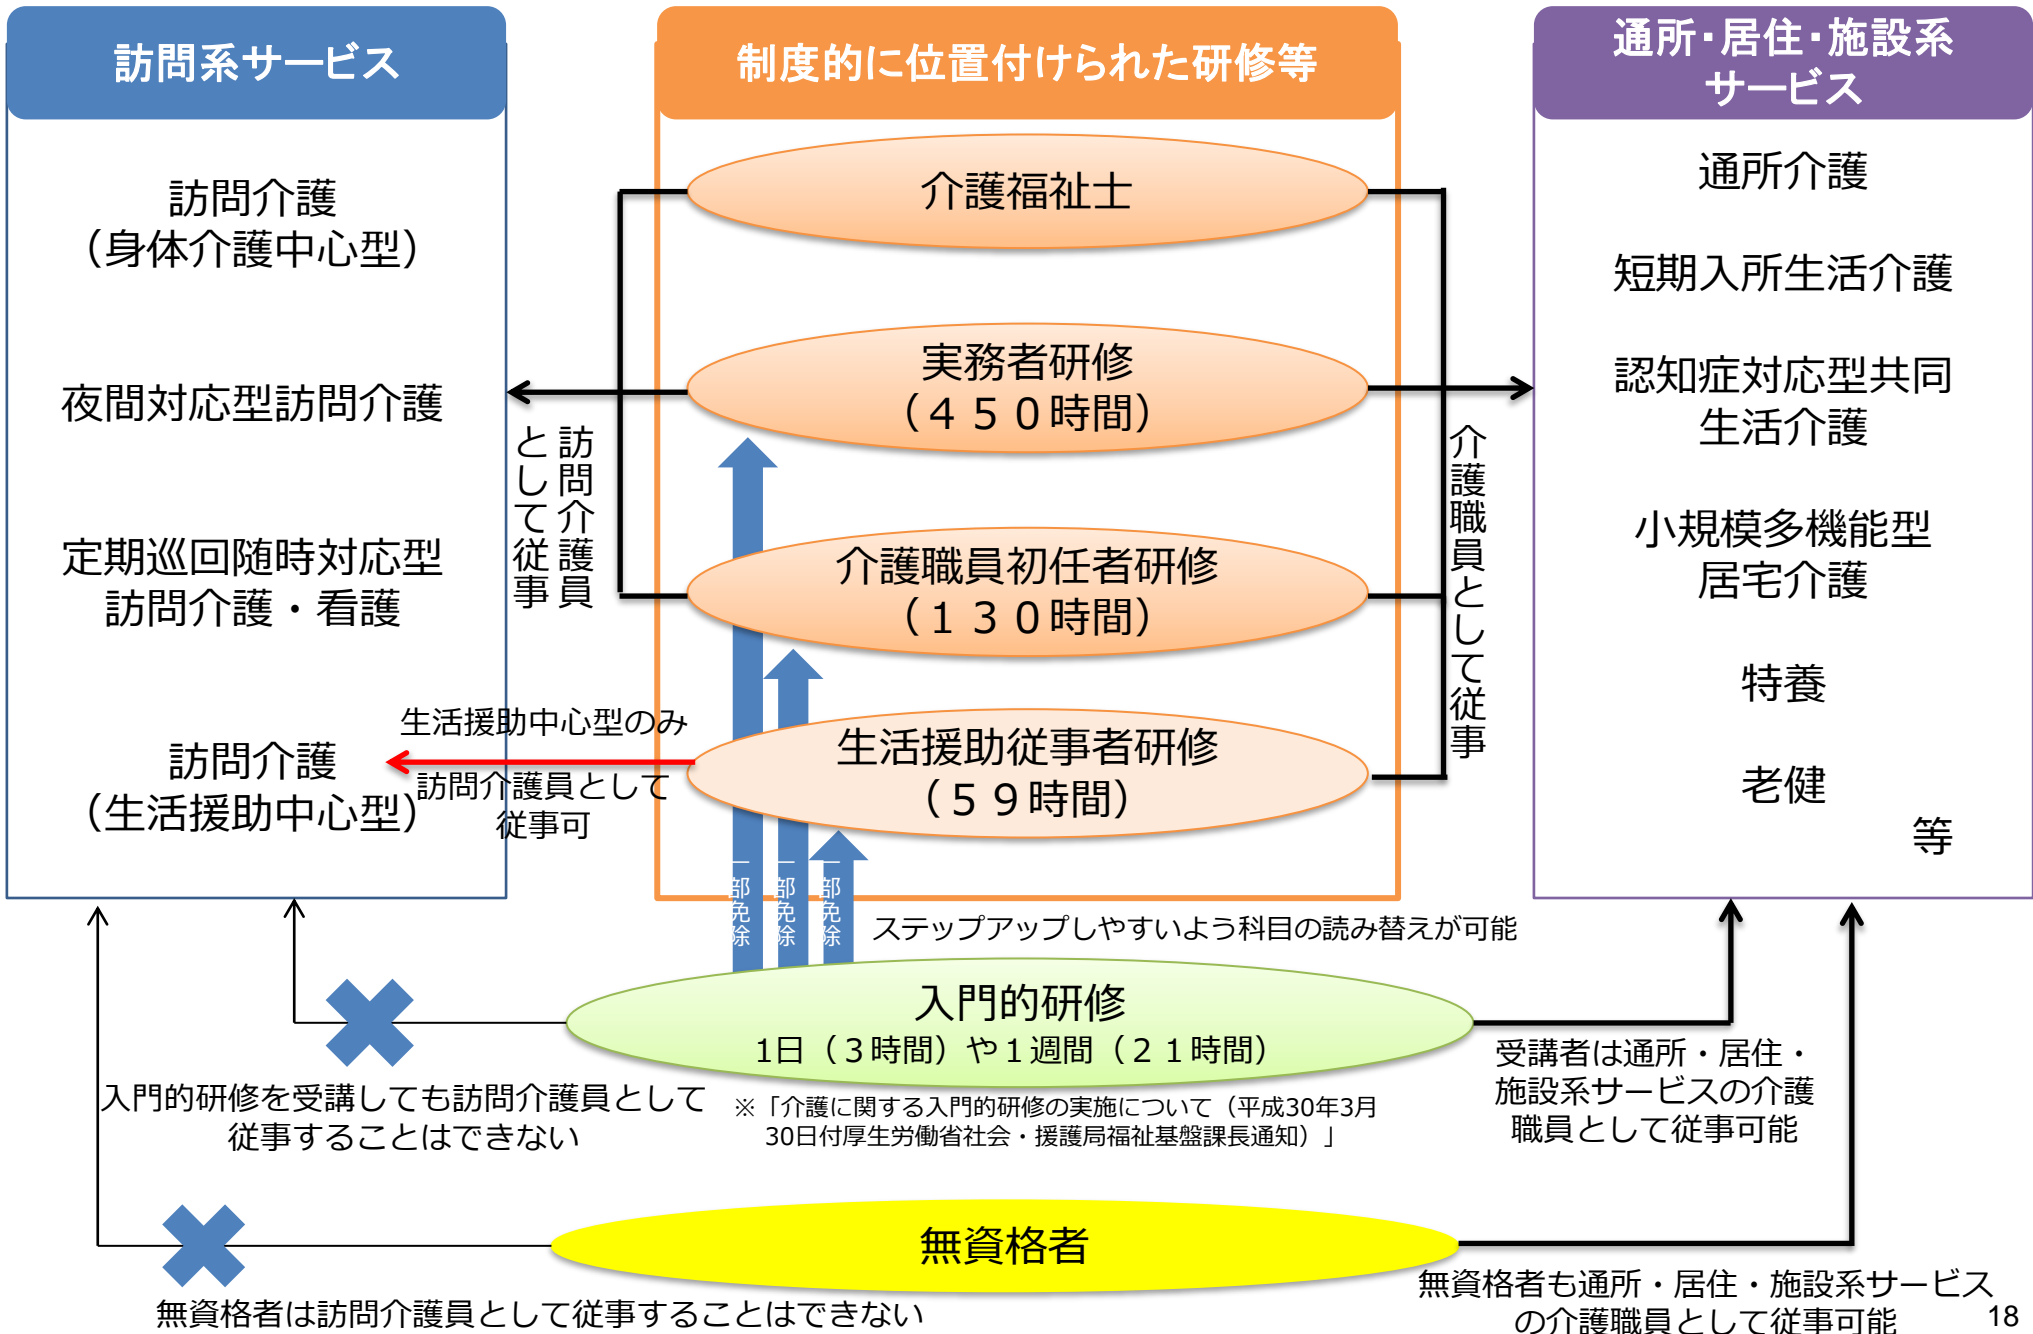 訪問系サービス
訪問介護
（身体介護中心型）
夜間対応型訪問介護
定期巡回随時対応型
訪問介護・看護
訪問介護
（生活援助中心型）
訪問介護員
として従事
生活援助中心型のみ
訪問介護員として
従事可
制度的に位置付けられた研修等
介護福祉士
実務者研修
（４５０時間）
介護職員初任者研修
（１３０時間）
生活援助従事者研修
（５９時間）
介護職員として従事
通所・居住・施設系
サービス
通所介護
短期入所生活介護
認知症対応型共同
生活介護
小規模多機能型
居宅介護
特養
老健
等
一部免除
一部免除
一部免除
ステップアップしやすいよう科目の読み替えが可能
入門的研修
1日（３時間）や１週間（２１時間）
※「介護に関する入門的研修の実施について（平成30年3月
30日付厚生労働省社会・援護局福祉基盤課長通知）」
入門的研修を受講しても訪問介護員として
従事することはできない
受講者は通所・居住・
施設系サービスの介護
職員として従事可能
無資格者
無資格者は訪問介護員として従事することはできない
無資格者も通所・居住・施設系サービス
の介護職員として従事可能
18